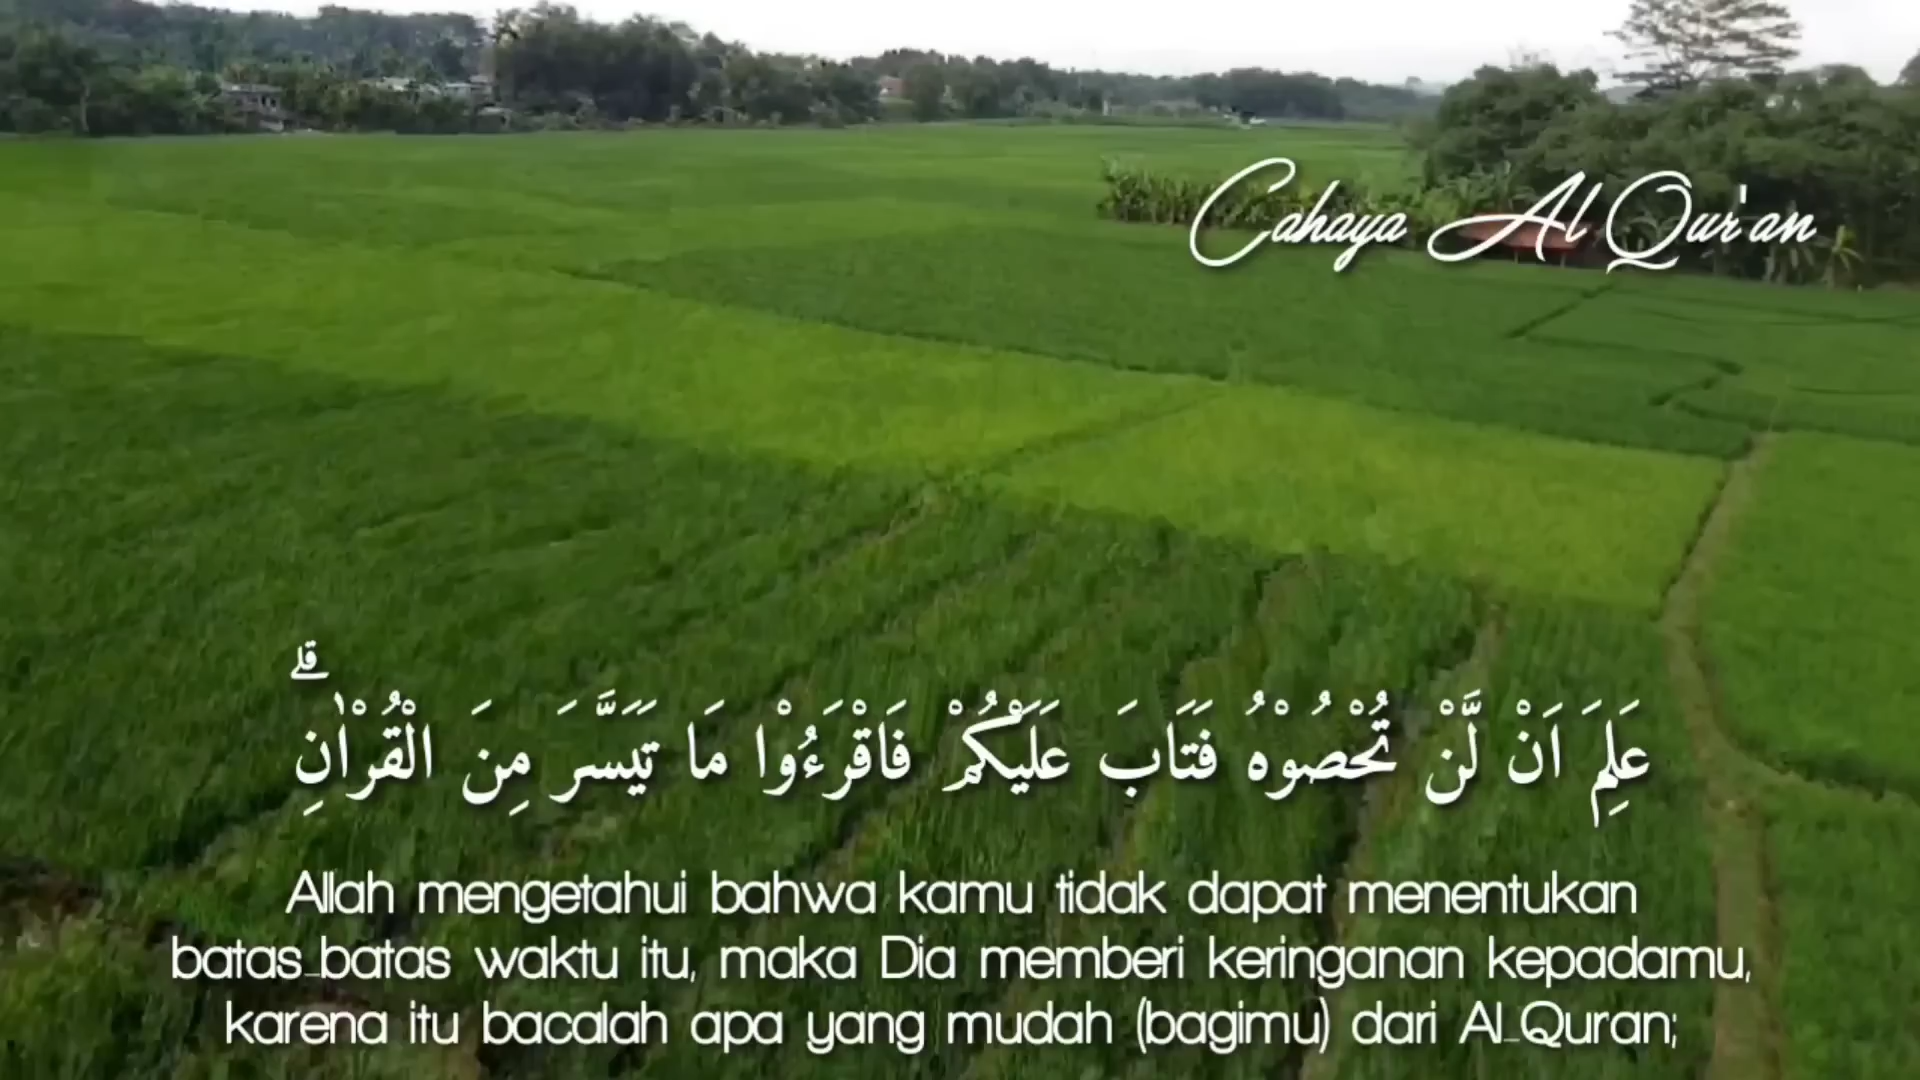 Cahaya Al Qur'an
عَلِمَ اَنْ لَّنْ تُحْصُوْهُ فَتَابَ عَلَيْكُمْ فَاقْرَءُوْا مَا تَيَسَّرَ مِنَ الْقُرْاٰنِۗ
Allah mengetahui bahwa kamu tidak dapat menentukan
batas-batas waktu itu, maka Dia memberi keringanan kepadamu,
karena itu bacalah apa yang mudah (bagimu) dari Al-Quran;